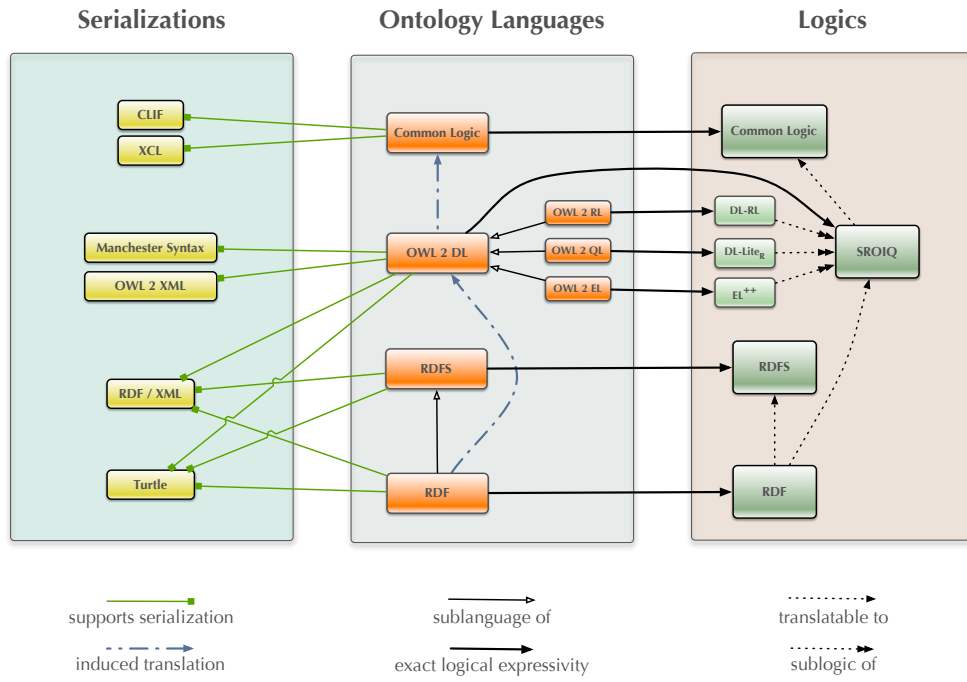 Serializations
Ontology Languages
Logics
CLIF
XCL
Common Logic
Common Logic
Manchester Syntax
OWL 2 XML
OWL 2 DL
OWL 2 RL
OWL 2 QL
OWL 2 EL
DL-RL
DL-LiteR
EL++
SROIQ
RDF / XML
RDFS
RDFS
Turtle
RDF
RDF
supports serialization
sublanguage of
translatable to
induced translation
exact logical expressivity
sublogic of